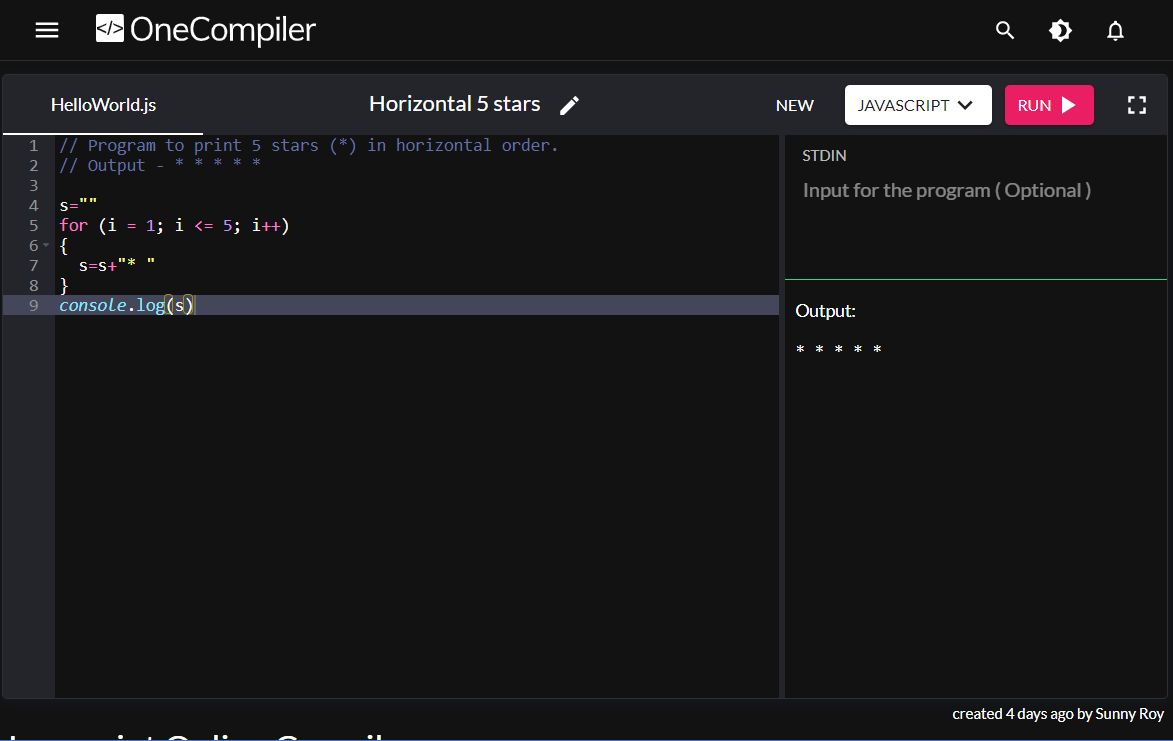 </> OneCompiler
HelloWorld.js
Horizontal 5 stars
NEW
JAVASCRIPT
RUN
1 // Program to print 5 stars (*) in horizontal order.
2 // Output - * * * * *
3
4 s=""
5 for (i = 1; i <= 5; i++)
6 {
7   s=s+"* "
8 }
9 console.log(s)
STDIN
Input for the program ( Optional )
Output:
* * * * *
created 4 days ago by Sunny Roy